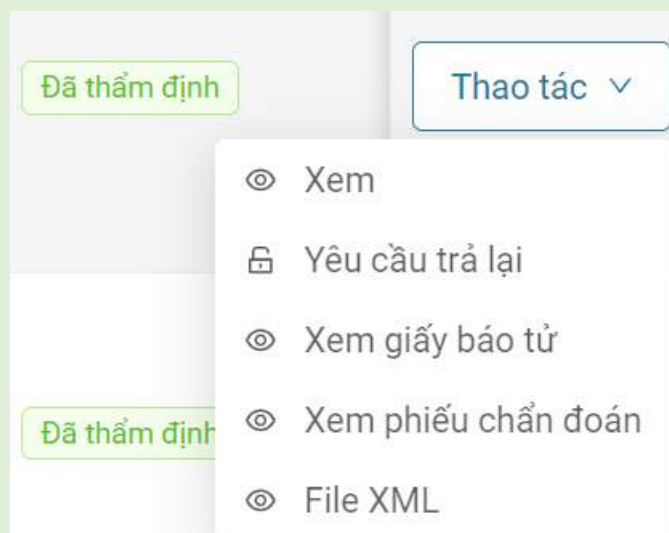 Đã thẩm định
Thao tác
Xem
Yêu cầu trả lại
Xem giấy báo tử
Đã thẩm định
Xem phiếu chẩn đoán
File XML